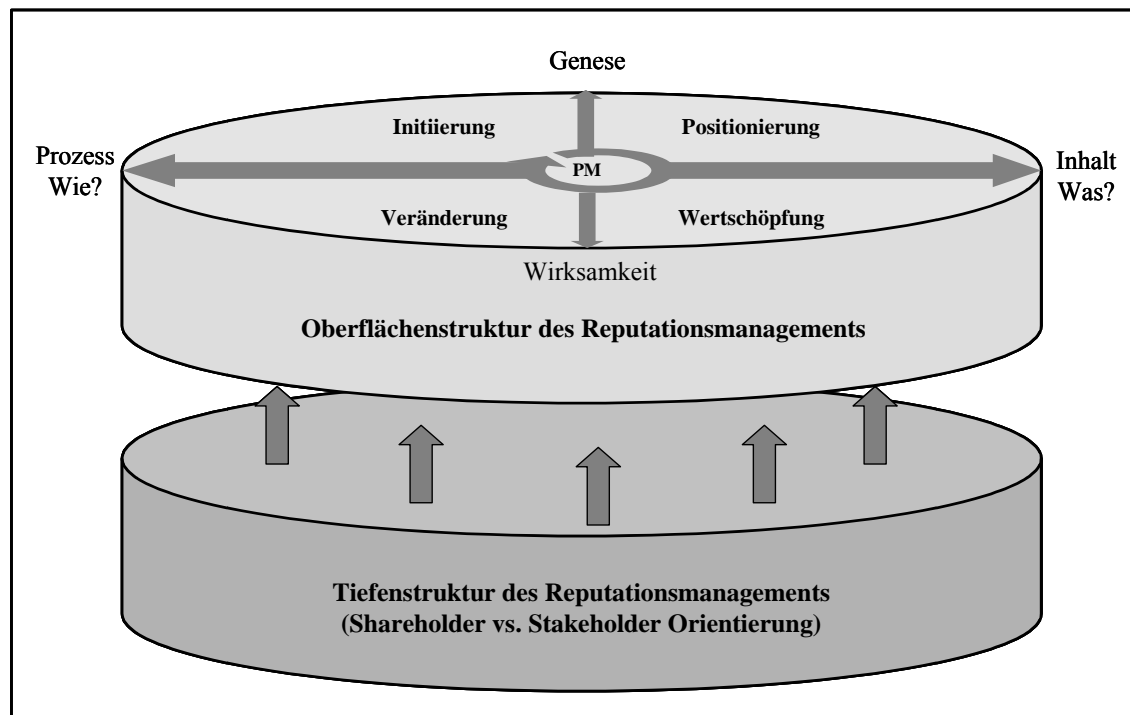 Genese
Initiierung
Positionierung
Prozess
Wie?
PM
Inhalt
Was?
Veränderung
Wertschöpfung
Wirksamkeit
Oberflächenstruktur des Reputationsmanagements
Tiefenstruktur des Reputationsmanagements
(Shareholder vs. Stakeholder Orientierung)